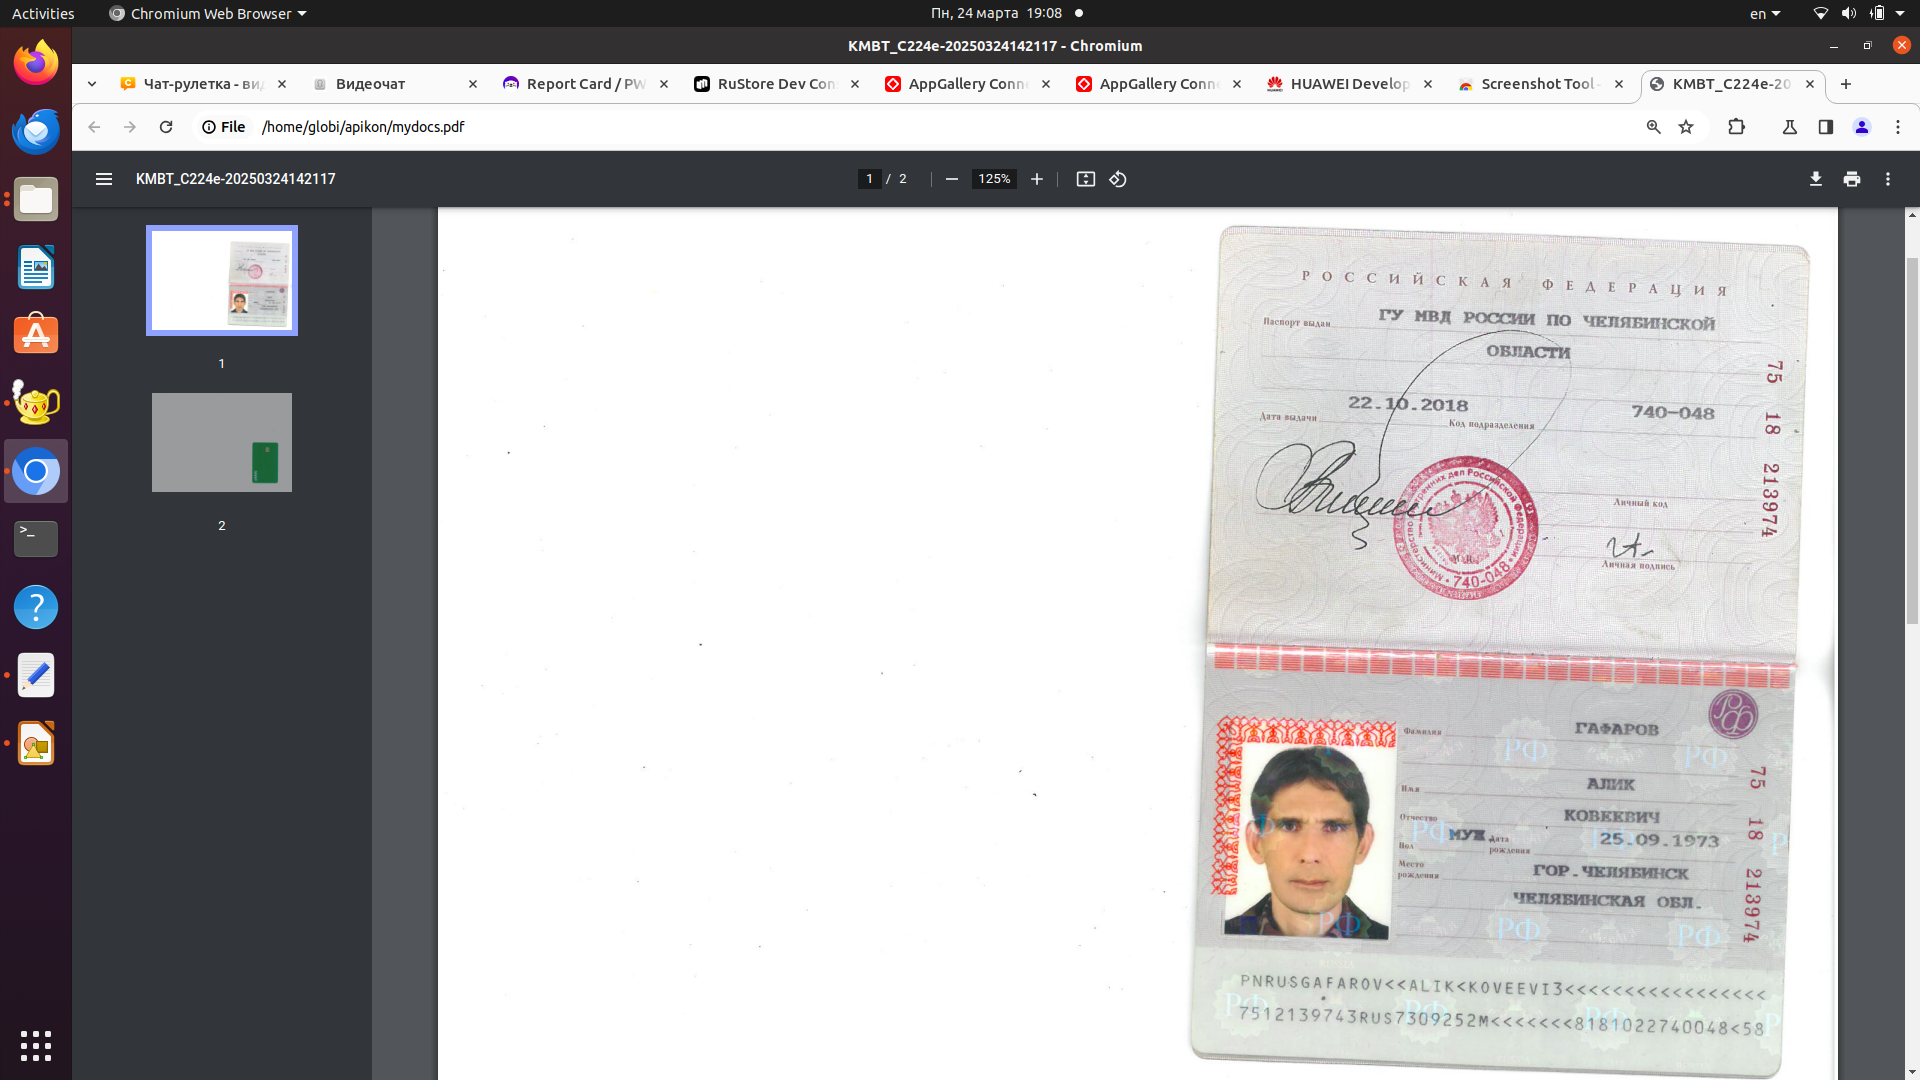 Activities
Chromium Web Browser
Пн, 24 марта 19:08
en
KMBT_C224e-20250324142117 - Chromium
Чат-рулетка - ви
Видеочат
Report Card / PW
RuStore Dev Con
AppGallery Conn
AppGallery Conn
HUAWEI Develop
Screenshot Tool -
KMBT_C224e-20
File
/home/globi/apikon/mydocs.pdf
KMBT_C224e-20250324142117
1 / 2
125%
1
2
РОССИЙСКАЯ ФЕДЕРАЦИЯ
Паспорт выдан ГУ МВД РОССИИ ПО ЧЕЛЯБИНСКОЙ
ОБЛАСТИ
Дата выдачи 22.10.2018
Код подразделения 740-048
75 18 213974
Личный код
Личная подпись
М.П.
740-048
Фамилия ГАФАРОВ
Имя АЛИК
Отчество КОВЕЕВИЧ
Пол МУЖ. Дата рождения 25.09.1973
Место рождения ГОР.ЧЕЛЯБИНСК
ЧЕЛЯБИНСКАЯ ОБЛ.
75 18 213974
PNRUSGAFAROV<<ALIK<KOVEEVI3<<<<<<<<<<<<<<<<<
7512139743RUS7309252M<<<<<<<8181022740048<58